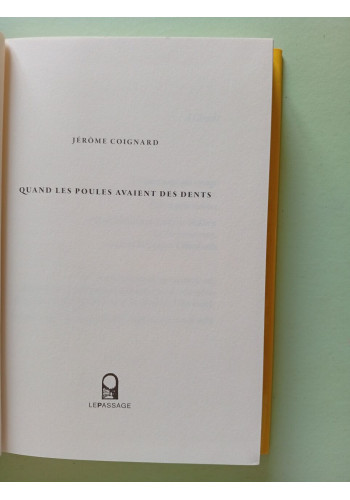 JÉRÔME COIGNARD
QUAND LES POULES AVAIENT DES DENTS
LEPASSAGE